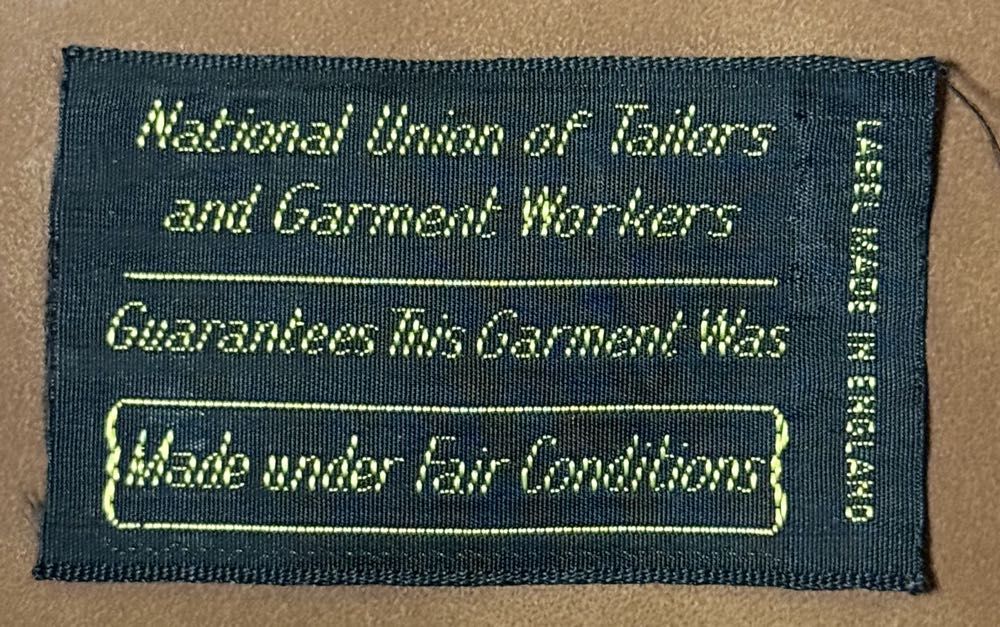 National Union of Tailors
and Garment Workers
Guarantees This Garment Was
Made under Fair Conditions
LABEL MADE IN ENGLAND